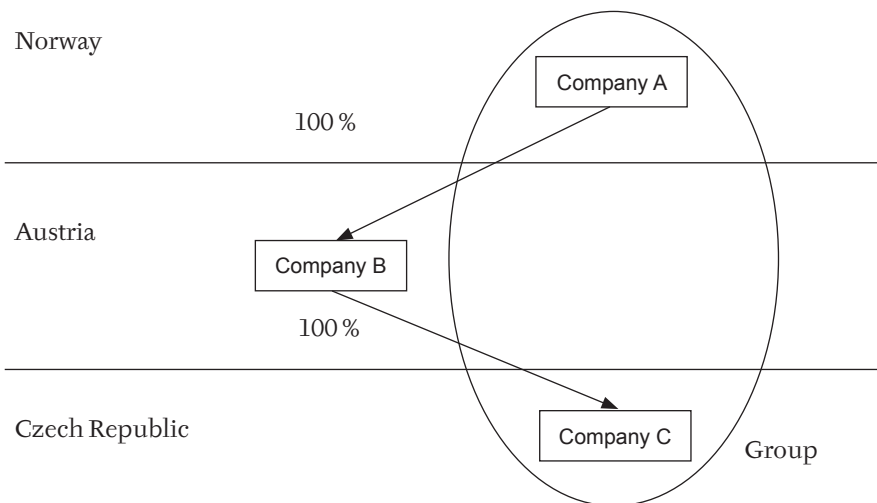 Norway
Company A
100 %
Austria
Company B
100 %
Czech Republic
Company C
Group